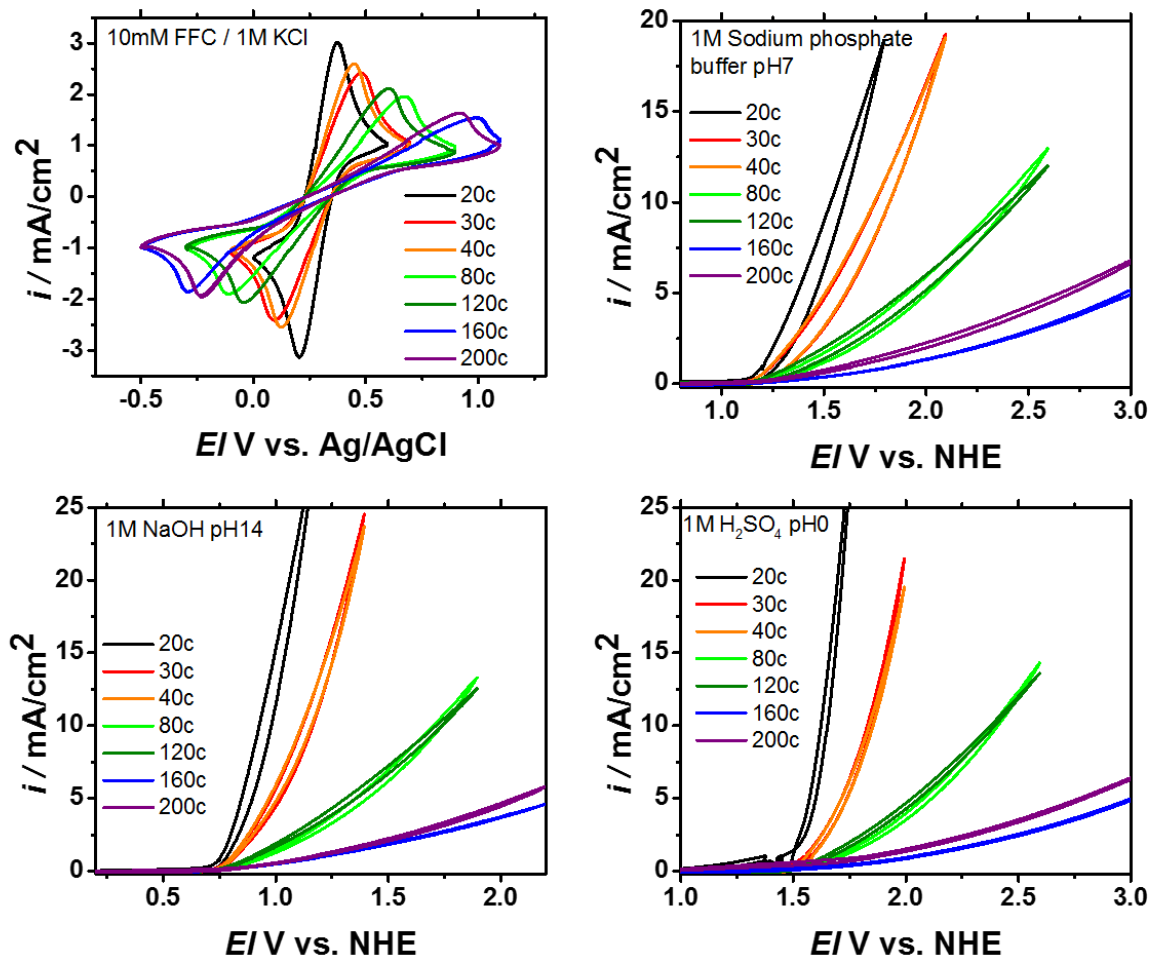 10mM FFC / 1M KCl
3
2
1
0
-1
-2
-3
20c
30c
40c
80c
120c
160c
200c
-0.5 0.0 0.5 1.0
i / mA/cm2
E/ V vs. Ag/AgCl
1M Sodium phosphate
buffer pH7
20
15
10
5
0
20c
30c
40c
80c
120c
160c
200c
1.0 1.5 2.0 2.5 3.0
i / mA/cm2
E/ V vs. NHE
1M NaOH pH14
25
20
15
10
5
0
20c
30c
40c
80c
120c
160c
200c
0.5 1.0 1.5 2.0
i / mA/cm2
E/ V vs. NHE
1M H2SO4 pH0
25
20
15
10
5
0
20c
30c
40c
80c
120c
160c
200c
1.0 1.5 2.0 2.5 3.0
i / mA/cm2
E/ V vs. NHE